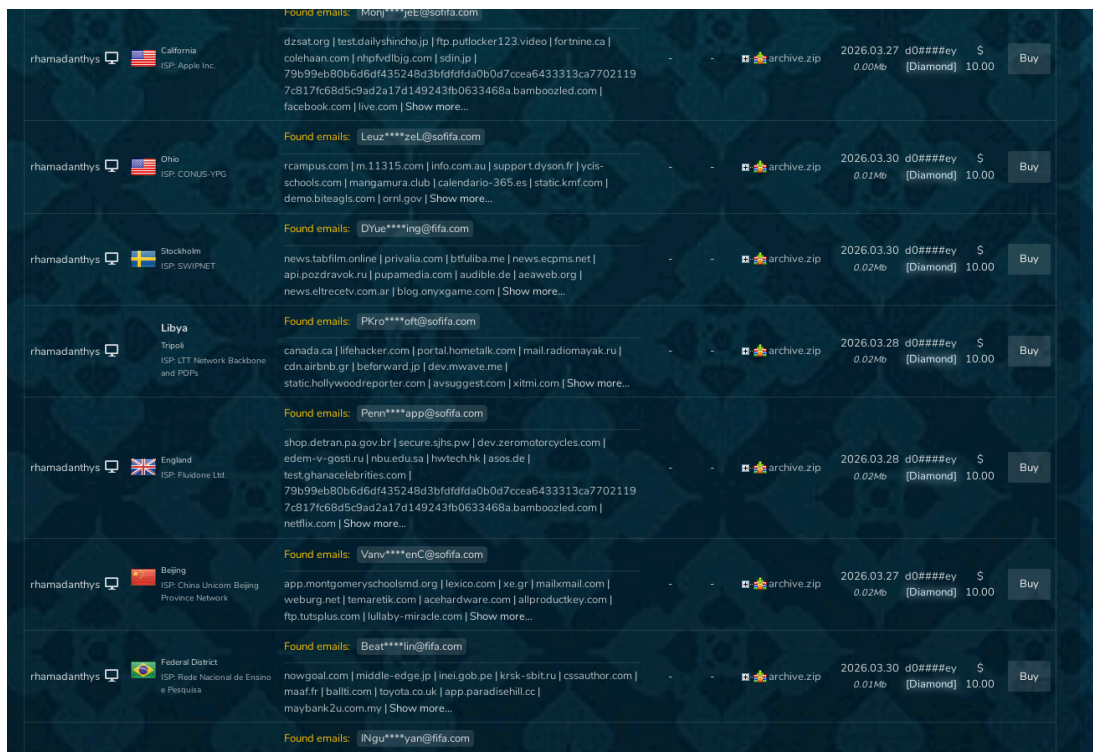 Found emails: Monj****jeE@sofifa.com
rhamadanthys
California
ISP: Apple Inc.
dzsat.org | test.dailyshincho.jp | ftp.putlocker123.video | fortnine.ca |
colehaan.com | nhpfvdlbjg.com | sdin.jp |
79b99eb80b6d6df435248d3bfdfdfda0b0d7ccea6433313ca7702119
7c817fc68d5c9ad2a17d149243fb0633468a.bamboozled.com |
facebook.com | live.com | Show more...
- - archive.zip
2026.03.27 d0####ey $
0.00Mb [Diamond] 10.00
Buy
Found emails: Leuz****zeL@sofifa.com
rhamadanthys
Ohio
ISP: CONUS-YPG
rcampus.com | m.11315.com | info.com.au | support.dyson.fr | ycis-
schools.com | mangamura.club | calendario-365.es | static.kmf.com |
demo.biteagls.com | ornl.gov | Show more...
- - archive.zip
2026.03.30 d0####ey $
0.01Mb [Diamond] 10.00
Buy
Found emails: DYue****ing@fifa.com
rhamadanthys
Stockholm
ISP: SWIPNET
news.tabfilm.online | privalia.com | btfuliba.me | news.ecpms.net |
api.pozdravok.ru | pupamedia.com | audible.de | aeaweb.org |
news.eltrecetv.com.ar | blog.onyxgame.com | Show more...
- - archive.zip
2026.03.30 d0####ey $
0.02Mb [Diamond] 10.00
Buy
Found emails: PKro****oft@sofifa.com
rhamadanthys
Libya
Tripoli
ISP: LTT Network Backbone
and POPs
canada.ca | lifehacker.com | portal.hometalk.com | mail.radiomayak.ru |
cdn.airbnb.gr | beforward.jp | dev.mwave.me |
static.hollywoodreporter.com | avsuggest.com | xitmi.com | Show more...
- - archive.zip
2026.03.28 d0####ey $
0.02Mb [Diamond] 10.00
Buy
Found emails: Penn****app@sofifa.com
rhamadanthys
England
ISP: Fluidone Ltd.
shop.detran.pa.gov.br | secure.sjhs.pw | dev.zeromotorcycles.com |
edem-v-gosti.ru | nbu.edu.sa | hwtech.hk | asos.de |
test.ghanacelebrities.com |
79b99eb80b6d6df435248d3bfdfdfda0b0d7ccea6433313ca7702119
7c817fc68d5c9ad2a17d149243fb0633468a.bamboozled.com |
netflix.com | Show more...
- - archive.zip
2026.03.28 d0####ey $
0.02Mb [Diamond] 10.00
Buy
Found emails: Vanv****enC@sofifa.com
rhamadanthys
Beijing
ISP: China Unicom Beijing
Province Network
app.montgomeryschoolsmd.org | lexico.com | xe.gr | mailxmail.com |
weburg.net | temaretik.com | acehardware.com | allproductkey.com |
ftp.tutsplus.com | lullaby-miracle.com | Show more...
- - archive.zip
2026.03.27 d0####ey $
0.02Mb [Diamond] 10.00
Buy
Found emails: Beat****lin@fifa.com
rhamadanthys
Federal District
ISP: Rede Nacional de Ensino
e Pesquisa
nowgoal.com | middle-edge.jp | inei.gob.pe | krsk-sbit.ru | cssauthor.com |
maaf.fr | ballti.com | toyota.co.uk | app.paradisehill.cc |
maybank2u.com.my | Show more...
- - archive.zip
2026.03.30 d0####ey $
0.01Mb [Diamond] 10.00
Buy
Found emails: INgu****yan@fifa.com